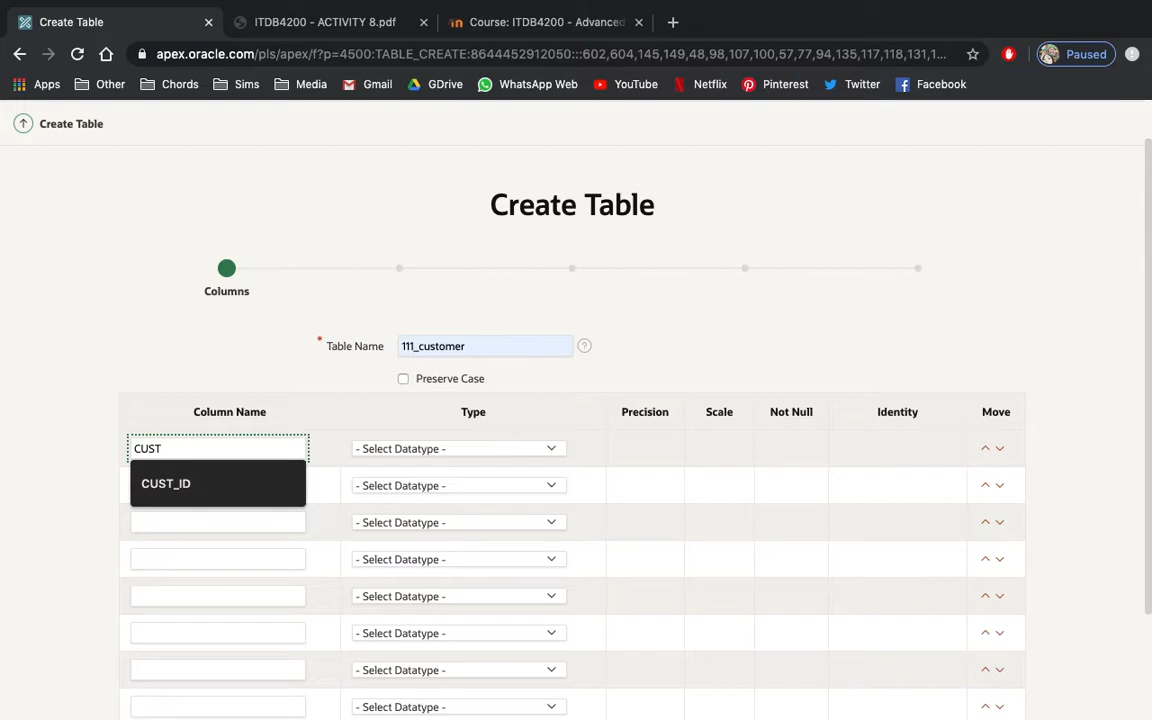 Create Table
ITDB4200 - ACTIVITY 8.pdf
Course: ITDB4200 - Advanced
apex.oracle.com/pls/apex/f?p=4500:TABLE_CREATE:8644452912050:::602,604,145,149,48,98,107,100,57,77,94,135,117,118,131,1...
Paused
Apps
Other
Chords
Sims
Media
Gmail
GDrive
WhatsApp Web
YouTube
Netflix
Pinterest
Twitter
Facebook
Create Table
Create Table
Columns
* Table Name
111_customer
?
Preserve Case
Column Name
Type
Precision
Scale
Not Null
Identity
Move
CUST
- Select Datatype -
CUST_ID
- Select Datatype -
- Select Datatype -
- Select Datatype -
- Select Datatype -
- Select Datatype -
- Select Datatype -
- Select Datatype -